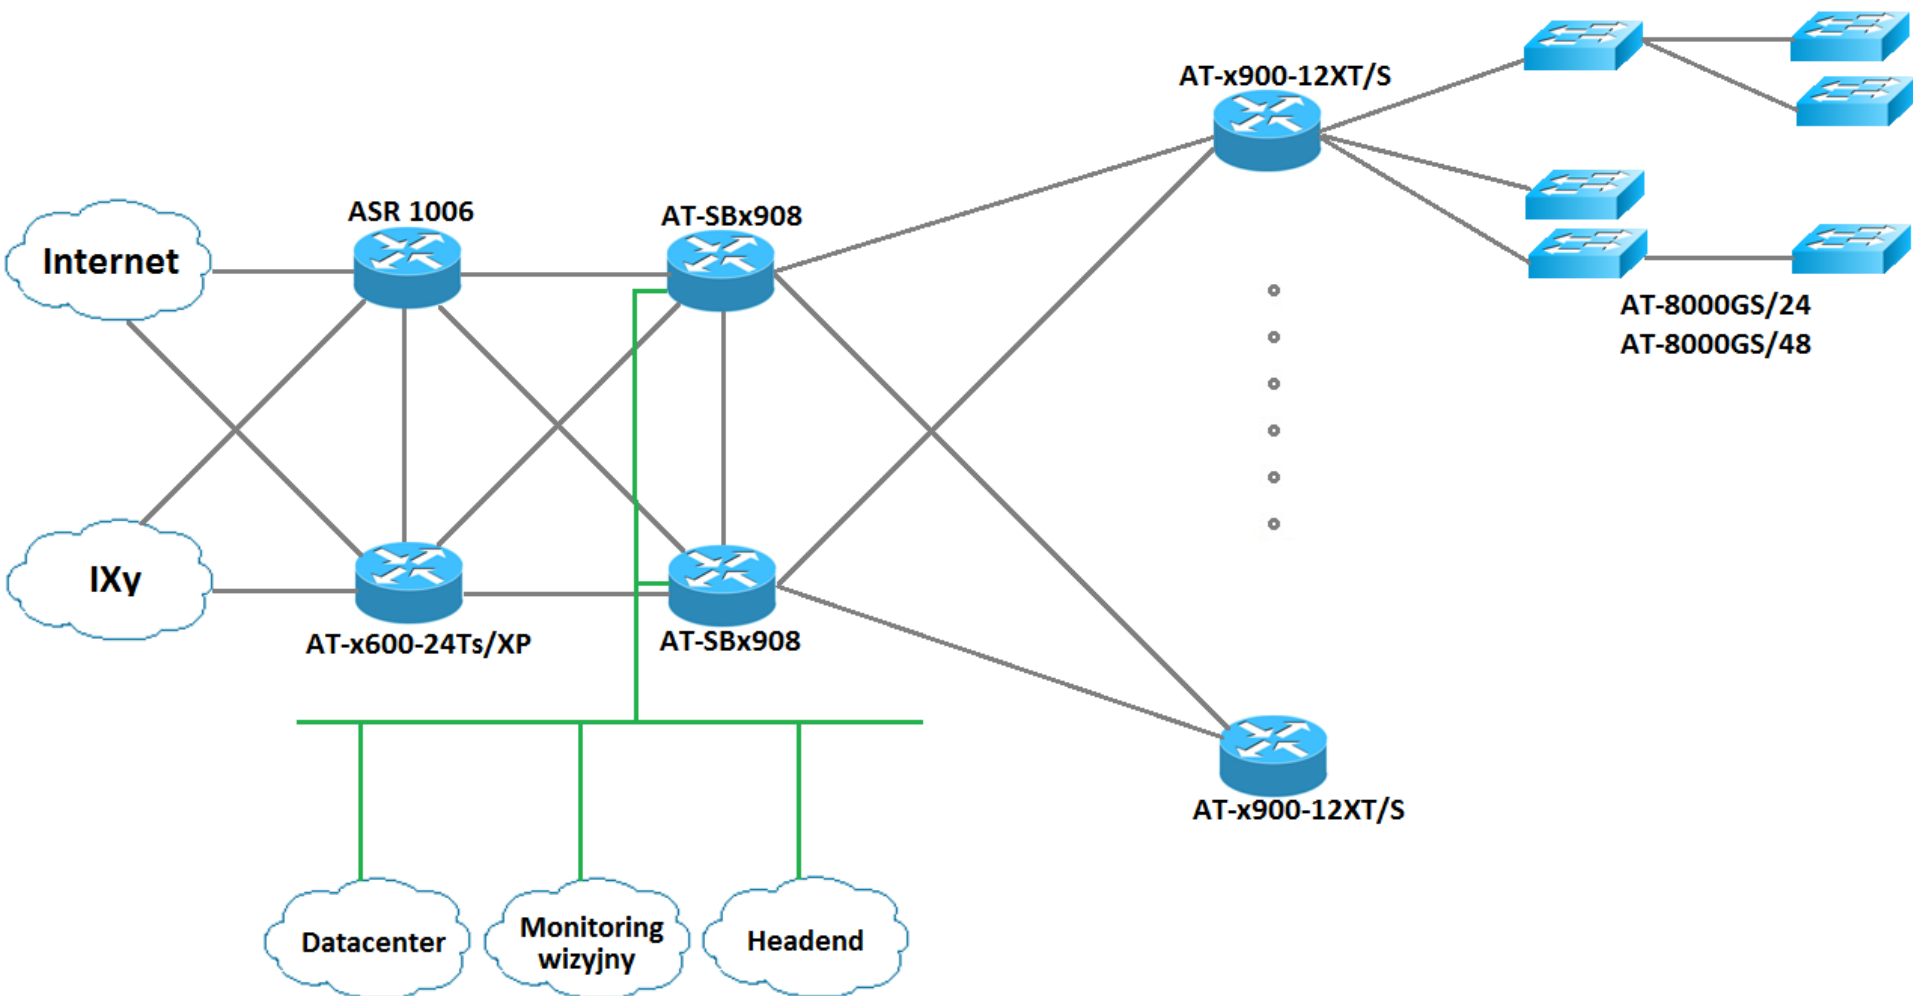 AT-x900-12XT/S
ASR 1006
AT-SBx908
Internet
AT-8000GS/24
AT-8000GS/48
IXy
AT-x600-24Ts/XP
AT-SBx908
AT-x900-12XT/S
Datacenter
Monitoring
wizyjny
Headend